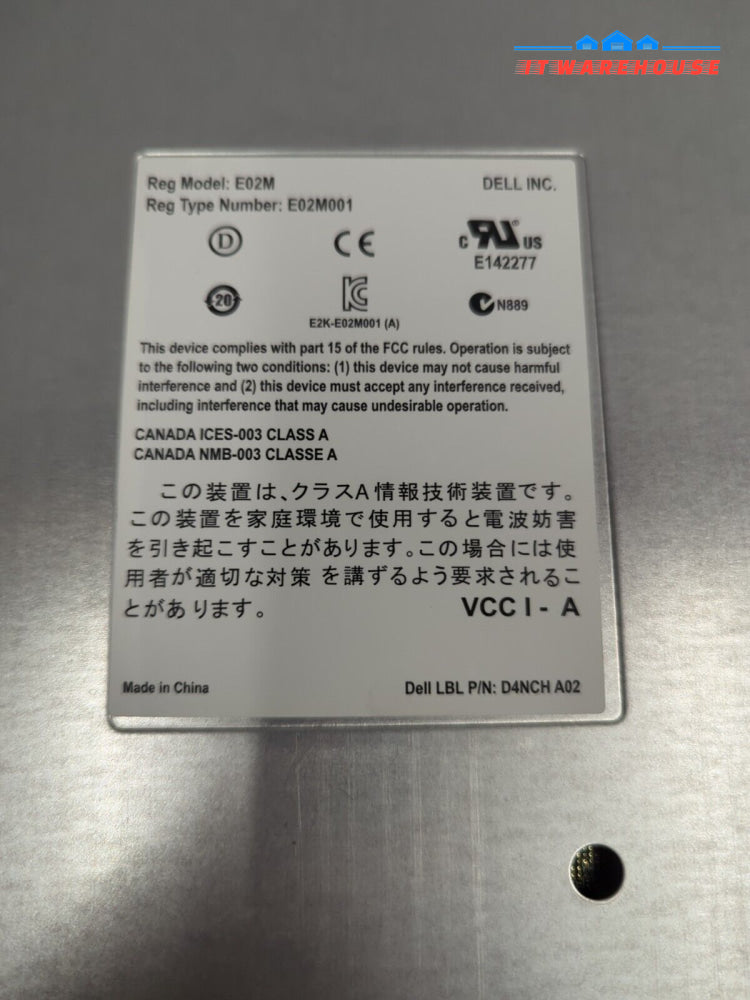 IT WAREHOUSE
Reg Model: E02M
DELL INC.
Reg Type Number: E02M001
D
CE
c RU US
E142277
20
KC
N889
E2K-E02M001 (A)
This device complies with part 15 of the FCC rules. Operation is subject
to the following two conditions: (1) this device may not cause harmful
interference and (2) this device must accept any interference received,
including interference that may cause undesirable operation.
CANADA ICES-003 CLASS A
CANADA NMB-003 CLASSE A
この装置は、クラスA情報技術装置です。
この装置を家庭環境で使用すると電波妨害
を引き起こすことがあります。この場合には使
用者が適切な対策 を講ずるよう要求されるこ
とがあります。
VCC I - A
Made in China
Dell LBL P/N: D4NCH A02